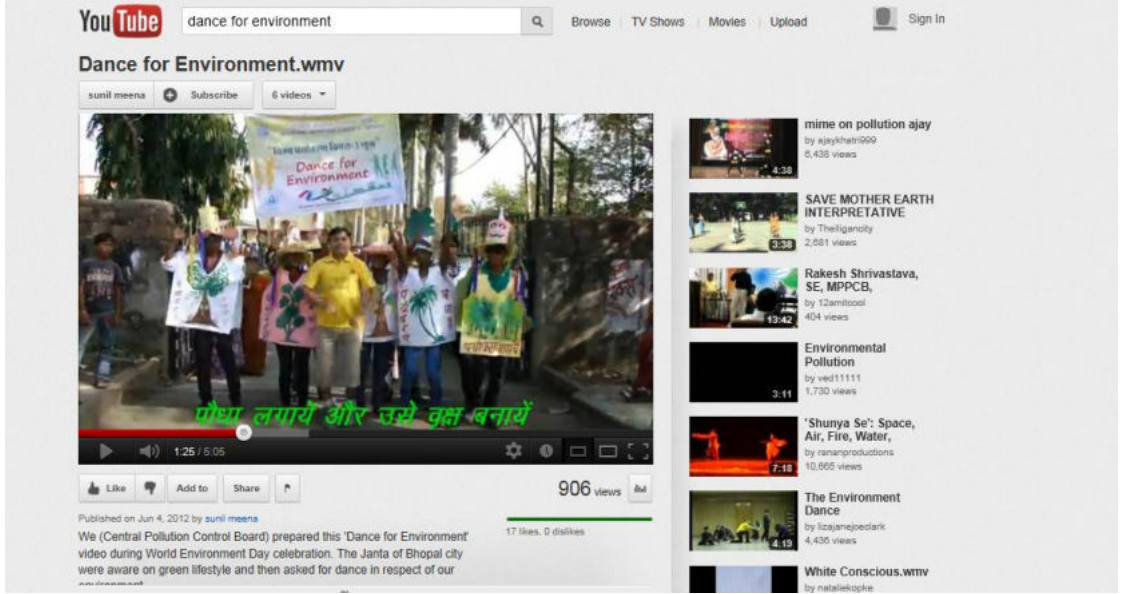 YouTube
dance for environment
Browse
TV Shows
Movies
Upload
Sign In
Dance for Environment.wmv
sunil meena
Subscribe
6 videos
Dance for
Environment
पौधा लगायें और उसे वृक्ष बनायें
1:25 / 5:05
Like
Add to
Share
906 views
Published on Jun 4, 2012 by sunil meena
17 likes, 0 dislikes
We (Central Pollution Control Board) prepared this 'Dance for Environment'
video during World Environment Day celebration. The Janta of Bhopal city
were aware on green lifestyle and then asked for dance in respect of our
environment
mime on pollution ajay
by ajaykhatri999
6,438 views
4:38
SAVE MOTHER EARTH
INTERPRETATIVE
by Thelligancity
2,681 views
3:38
Rakesh Shrivastava,
SE, MPPCB,
by 12amitcool
404 views
13:42
Environmental
Pollution
by ved11111
1,730 views
3:11
'Shunya Se': Space,
Air, Fire, Water,
by rananproductions
10,665 views
7:18
The Environment
Dance
by lizajanejoeclark
4,436 views
4:19
White Conscious.wmv
by nataliekopke